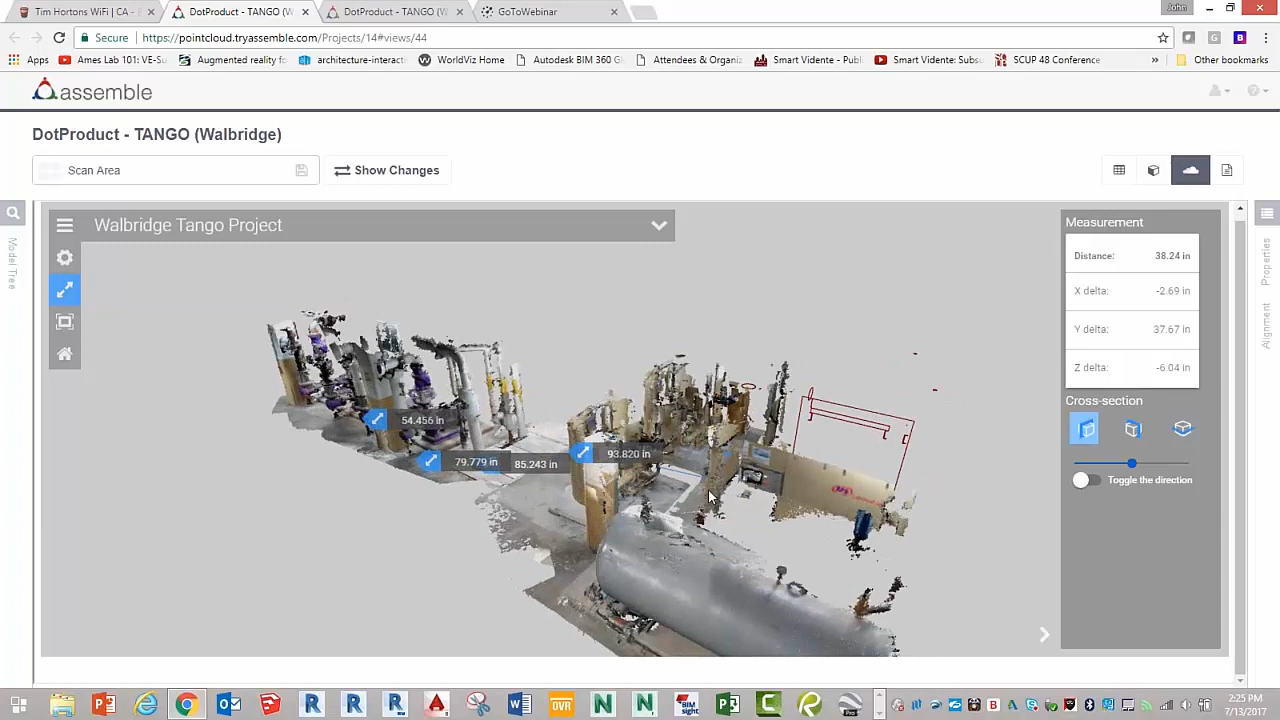 Tim Hortons WiFi | CA - E
DotProduct - TANGO (W
DotProduct - TANGO (W
GoToWebinar
John
Secure
https://pointcloud.tryassemble.com/Projects/14#views/44
Apps
Ames Lab 101: VE-Su
Augmented reality fo
architecture-interact
WorldViz Home
Autodesk BIM 360 Gl
Attendees & Organiz
Smart Vidente - Publ
Smart Vidente: Subsu
SCUP 48 Conference
»
Other bookmarks
assemble
DotProduct - TANGO (Walbridge)
Scan Area
Show Changes
Model Tree
Walbridge Tango Project
54.456 in
79.779 in
85.243 in
93.820 in
Measurement
Distance: 38.24 in
X delta: -2.69 in
Y delta: 37.67 in
Z delta: -6.04 in
Cross-section
Toggle the direction
Properties
Alignment
2:25 PM
7/13/2017